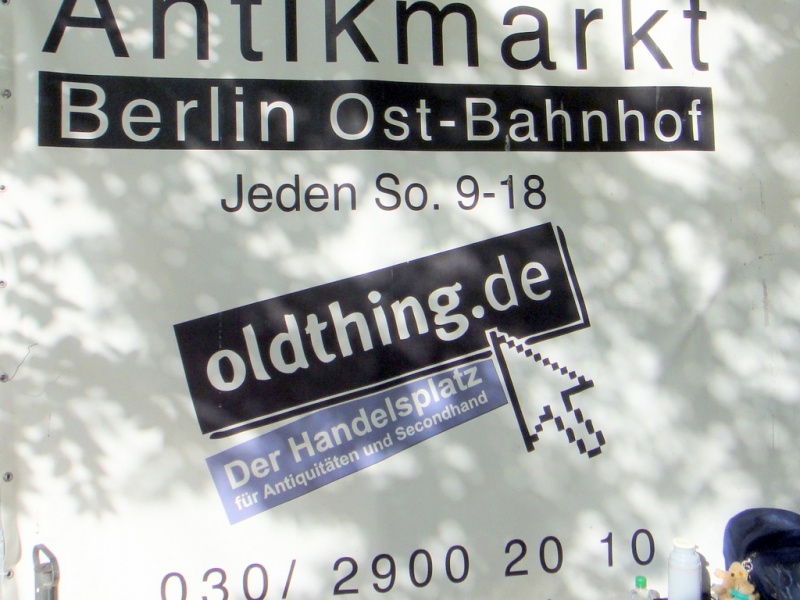 Antikmarkt
Berlin Ost-Bahnhof
Jeden So. 9-18
oldthing.de
Der Handelsplatz
für Antiquitäten und Secondhand
030/ 2900 20 10